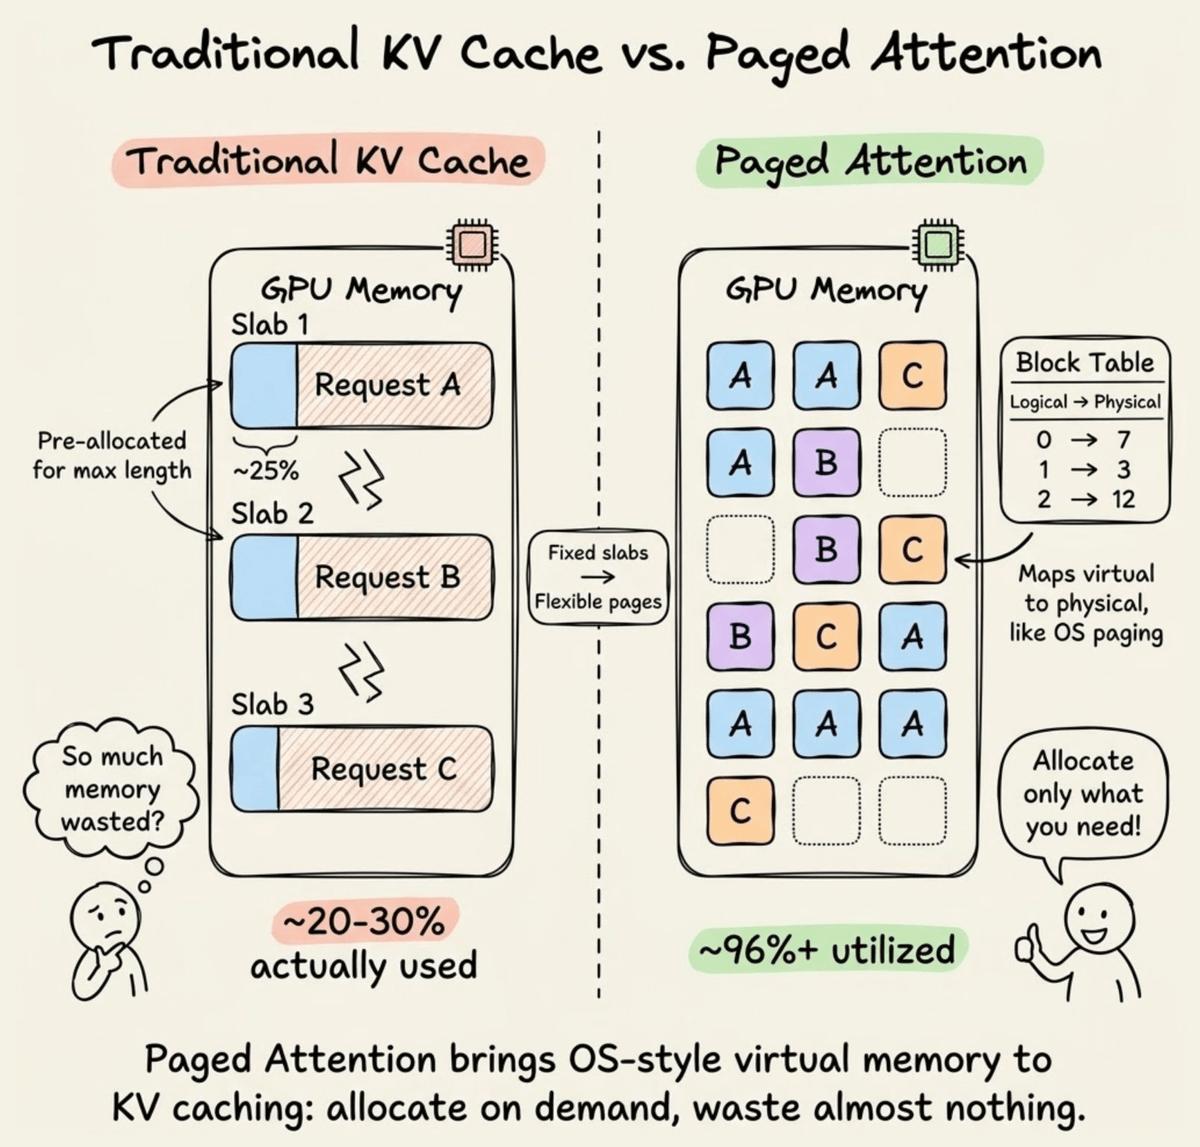 Traditional KV Cache vs. Paged Attention
Traditional KV Cache
GPU Memory
Slab 1
Request A
Pre-allocated
for max length
~25%
Slab 2
Request B
Slab 3
Request C
So much
memory
wasted?
~20-30%
actually used
Fixed slabs
→
Flexible pages
Paged Attention
GPU Memory
A A C
A B
B C
B C A
A A A
C
Block Table
Logical → Physical
0 → 7
1 → 3
2 → 12
Maps virtual
to physical,
like OS paging
Allocate
only what
you need!
~96%+ utilized
Paged Attention brings OS-style virtual memory to
KV caching: allocate on demand, waste almost nothing.